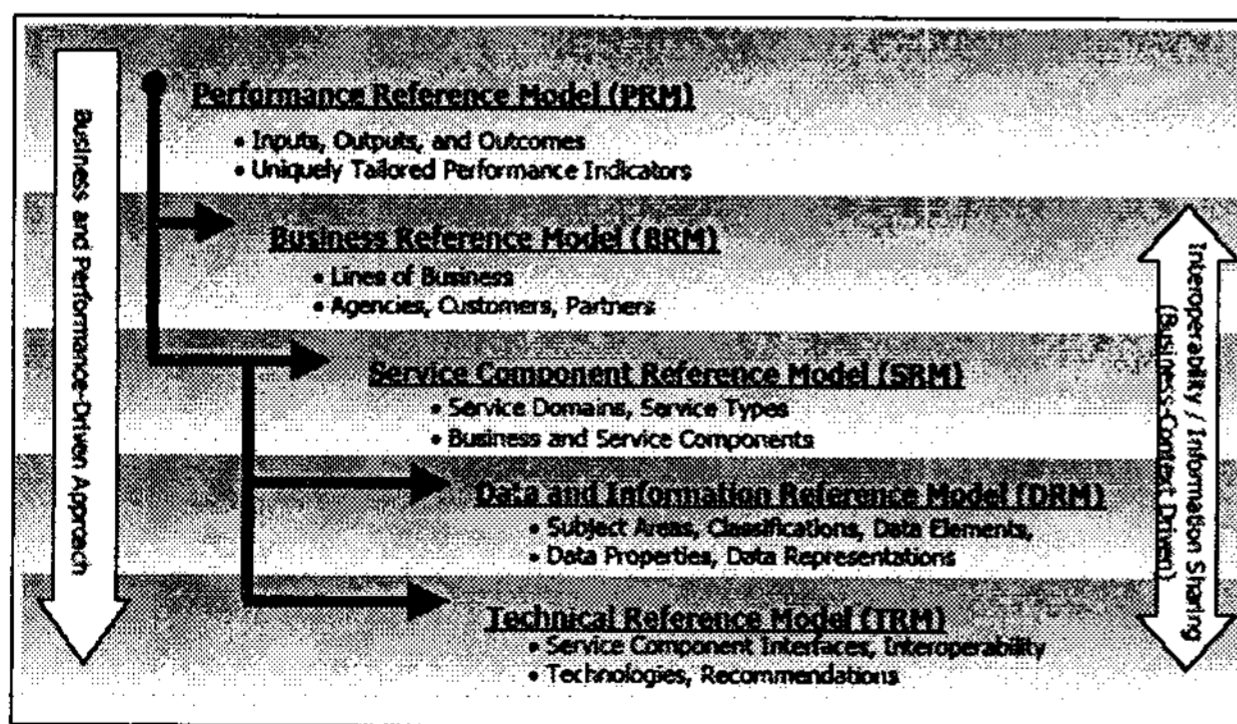 Business and Performance-Driven Approach
Performance Reference Model (PRM)
• Inputs, Outputs, and Outcomes
• Uniquely Tailored Performance Indicators
Business Reference Model (BRM)
• Lines of Business
• Agencies, Customers, Partners
Service Component Reference Model (SRM)
• Service Domains, Service Types
• Business and Service Components
Data and Information Reference Model (DRM)
• Subject Areas, Classifications, Data Elements,
• Data Properties, Data Representations
Technical Reference Model (TRM)
• Service Component Interfaces, Interoperability
• Technologies, Recommendations
Interoperability / Information Sharing
(Business-Context Driven)